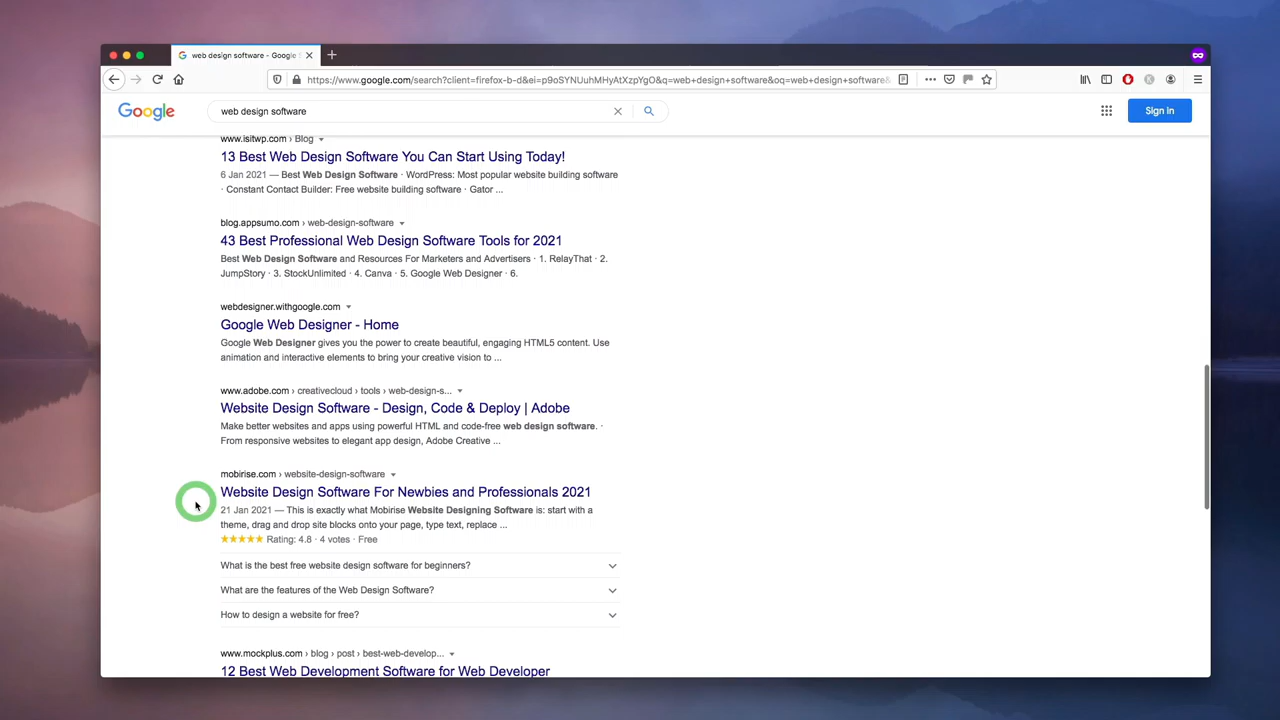 web design software - Google S
https://www.google.com/search?client=firefox-b-d&ei=p9oSYNUuhMHyAtXzpYgO&q=web+design+software&oq=web+design+software&
Google
web design software
Sign in
www.isitwp.com › Blog
13 Best Web Design Software You Can Start Using Today!
6 Jan 2021 — Best Web Design Software · WordPress: Most popular website building software
· Constant Contact Builder: Free website building software · Gator ...
blog.appsumo.com › web-design-software
43 Best Professional Web Design Software Tools for 2021
Best Web Design Software and Resources For Marketers and Advertisers · 1. RelayThat · 2.
JumpStory · 3. StockUnlimited · 4. Canva · 5. Google Web Designer · 6.
webdesigner.withgoogle.com
Google Web Designer - Home
Google Web Designer gives you the power to create beautiful, engaging HTML5 content. Use
animation and interactive elements to bring your creative vision to ...
www.adobe.com › creativecloud › tools › web-design-s...
Website Design Software - Design, Code & Deploy | Adobe
Make better websites and apps using powerful HTML and code-free web design software. ·
From responsive websites to elegant app design, Adobe Creative ...
mobirise.com › website-design-software
Website Design Software For Newbies and Professionals 2021
21 Jan 2021 — This is exactly what Mobirise Website Designing Software is: start with a
theme, drag and drop site blocks onto your page, type text, replace ...
★★★★★ Rating: 4.8 · 4 votes · Free
What is the best free website design software for beginners?
What are the features of the Web Design Software?
How to design a website for free?
www.mockplus.com › blog › post › best-web-develop...
12 Best Web Development Software for Web Developer